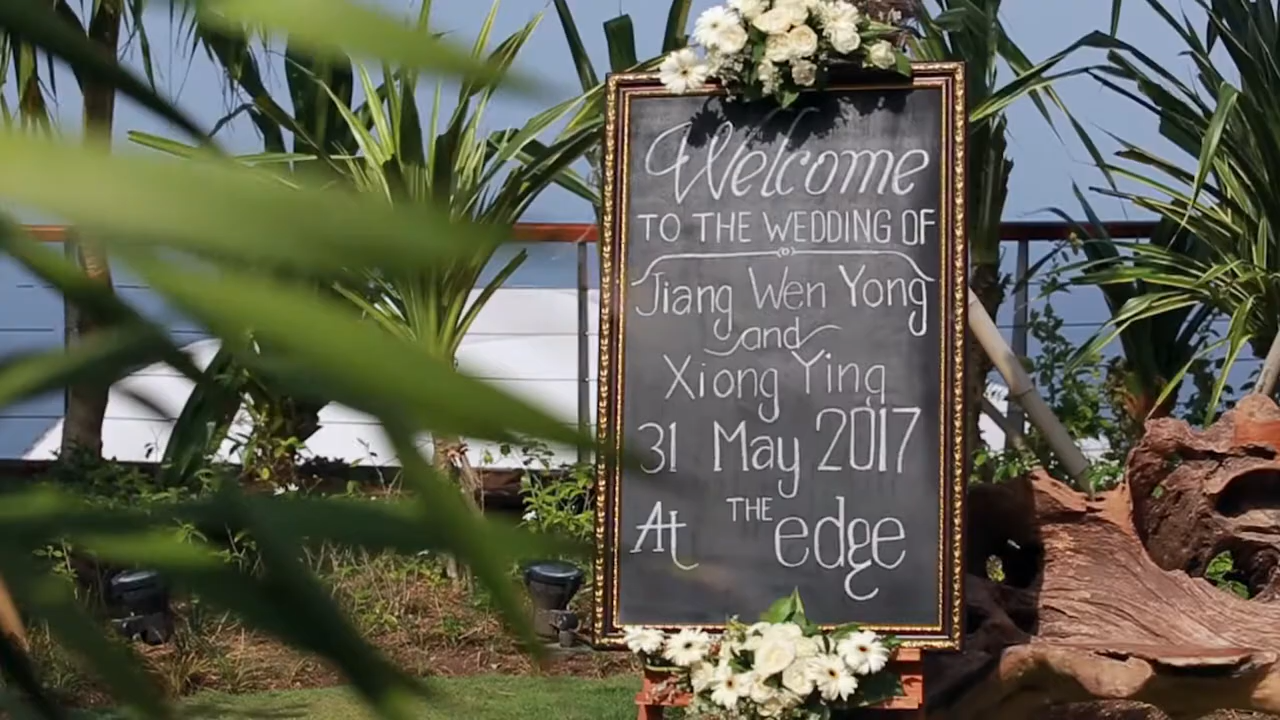 Welcome
TO THE WEDDING OF
Jiang Wen Yong
and
Xiong Ying
31 May 2017
At THE edge